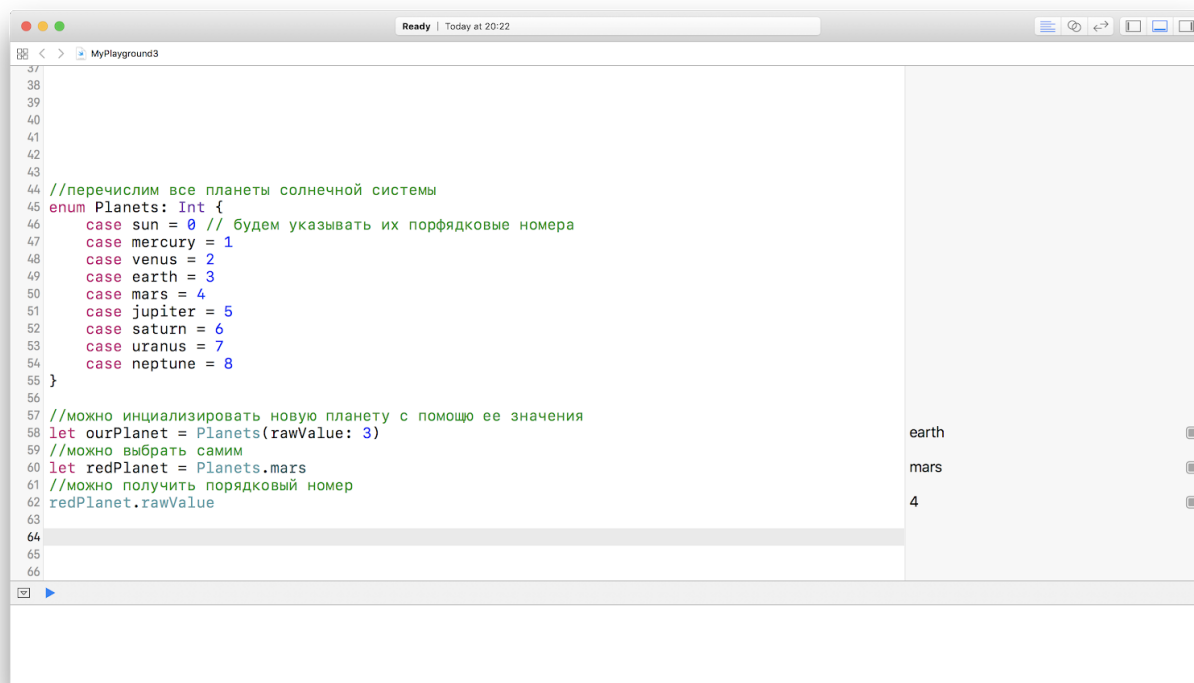 Ready | Today at 20:22
MyPlayground3
37
38
39
40
41
42
43
44 //перечислим все планеты солнечной системы
45 enum Planets: Int {
46 case sun = 0 // будем указывать их порфядковые номера
47 case mercury = 1
48 case venus = 2
49 case earth = 3
50 case mars = 4
51 case jupiter = 5
52 case saturn = 6
53 case uranus = 7
54 case neptune = 8
55 }
56
57 //можно инциализировать новую планету с помощю ее значения
58 let ourPlanet = Planets(rawValue: 3) earth
59 //можно выбрать самим
60 let redPlanet = Planets.mars mars
61 //можно получить порядковый номер
62 redPlanet.rawValue 4
63
64
65
66